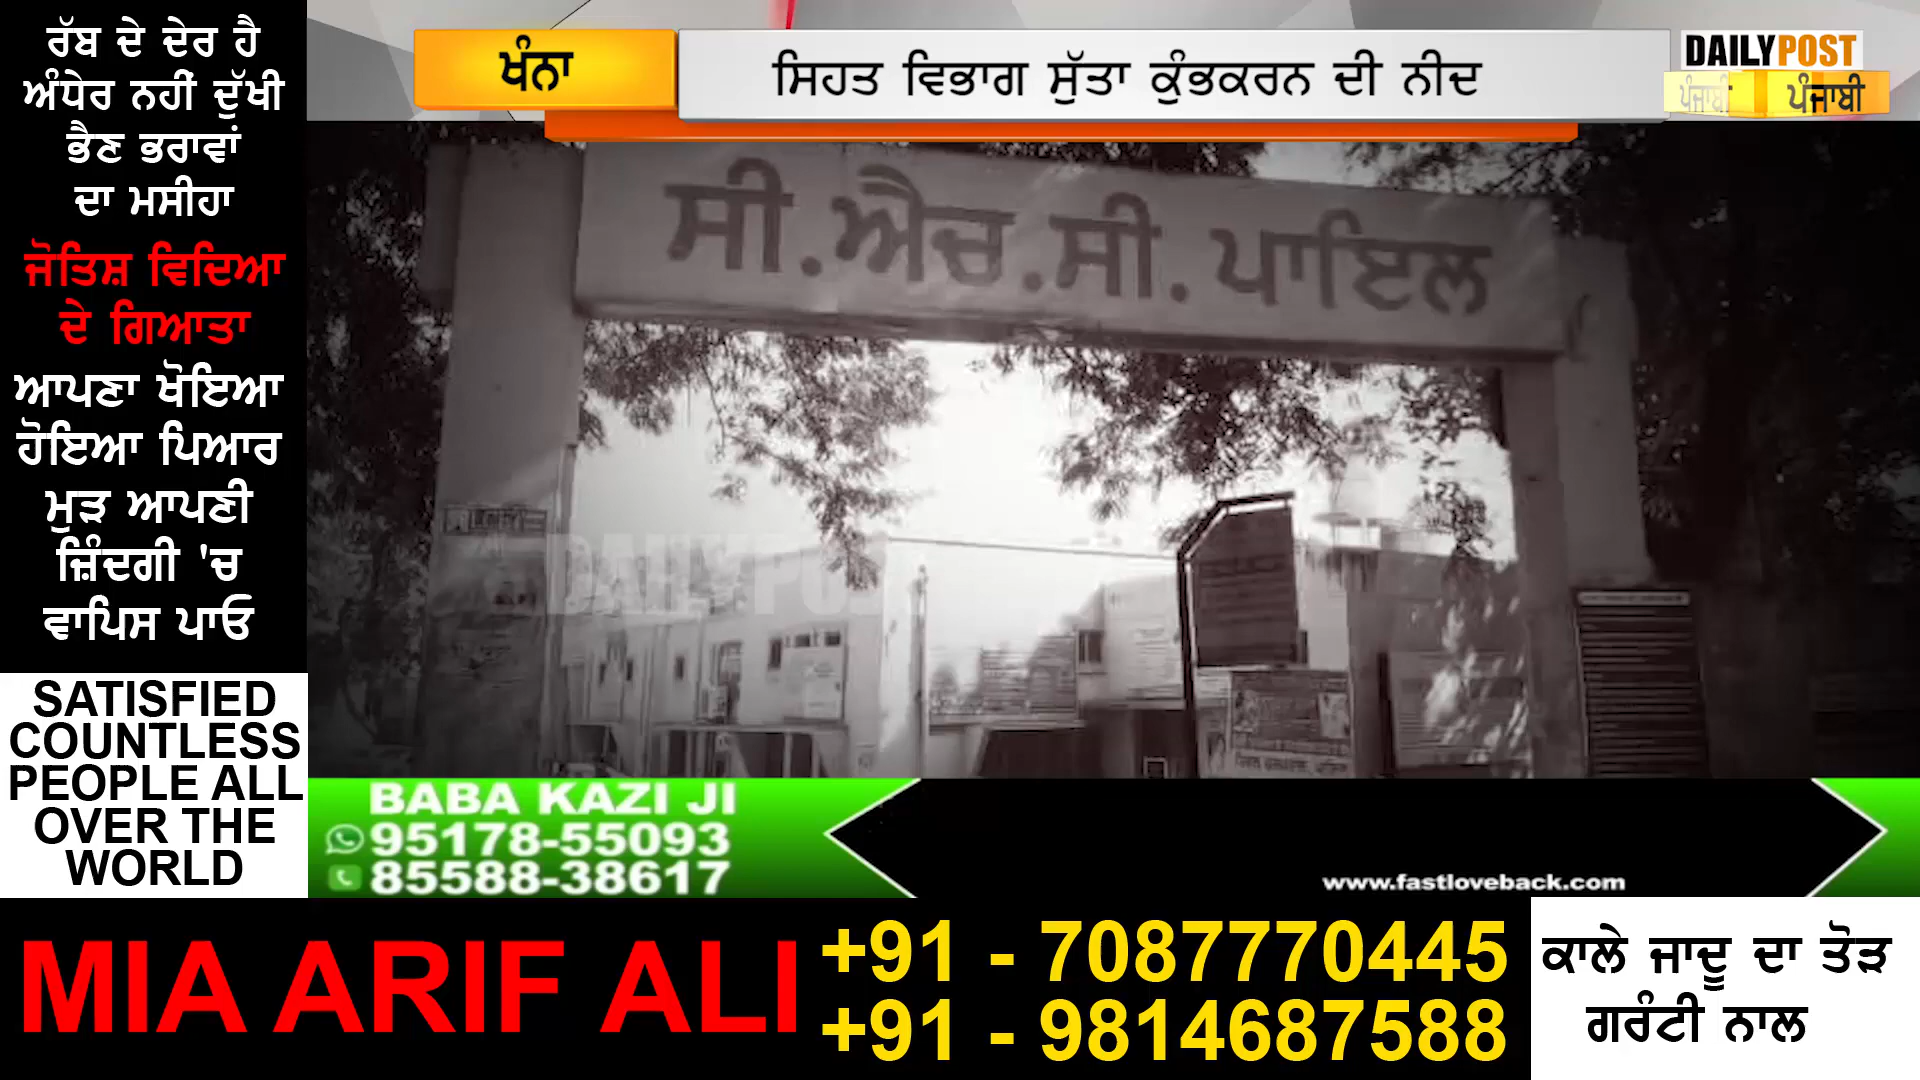 ਰੱਬ ਦੇ ਦੇਰ ਹੈ
ਅੰਧੇਰ ਨਹੀਂ ਦੁੱਖੀ
ਭੈਣ ਭਰਾਵਾਂ
ਦਾ ਮਸੀਹਾ
ਜੋਤਿਸ਼ ਵਿਦਿਆ
ਦੇ ਗਿਆਤਾ
ਆਪਣਾ ਖੋਇਆ
ਹੋਇਆ ਪਿਆਰ
ਮੁੜ ਆਪਣੀ
ਜ਼ਿੰਦਗੀ 'ਚ
ਵਾਪਿਸ ਪਾਓ
SATISFIED
COUNTLESS
PEOPLE ALL
OVER THE
WORLD
ਖੰਨਾ
ਸਿਹਤ ਵਿਭਾਗ ਸੁੱਤਾ ਕੁੰਭਕਰਨ ਦੀ ਨੀਦ
DAILYPOST
ਪੰਜਾਬੀ ਪੰਜਾਬੀ
ਸੀ.ਐਚ.ਸੀ. ਪਾਇਲ
DAILYPOST
BABA KAZI JI
95178-55093
85588-38617
www.fastloveback.com
MIA ARIF ALI
+91 - 7087770445
+91 - 9814687588
ਕਾਲੇ ਜਾਦੂ ਦਾ ਤੋੜ
ਗਰੰਟੀ ਨਾਲ